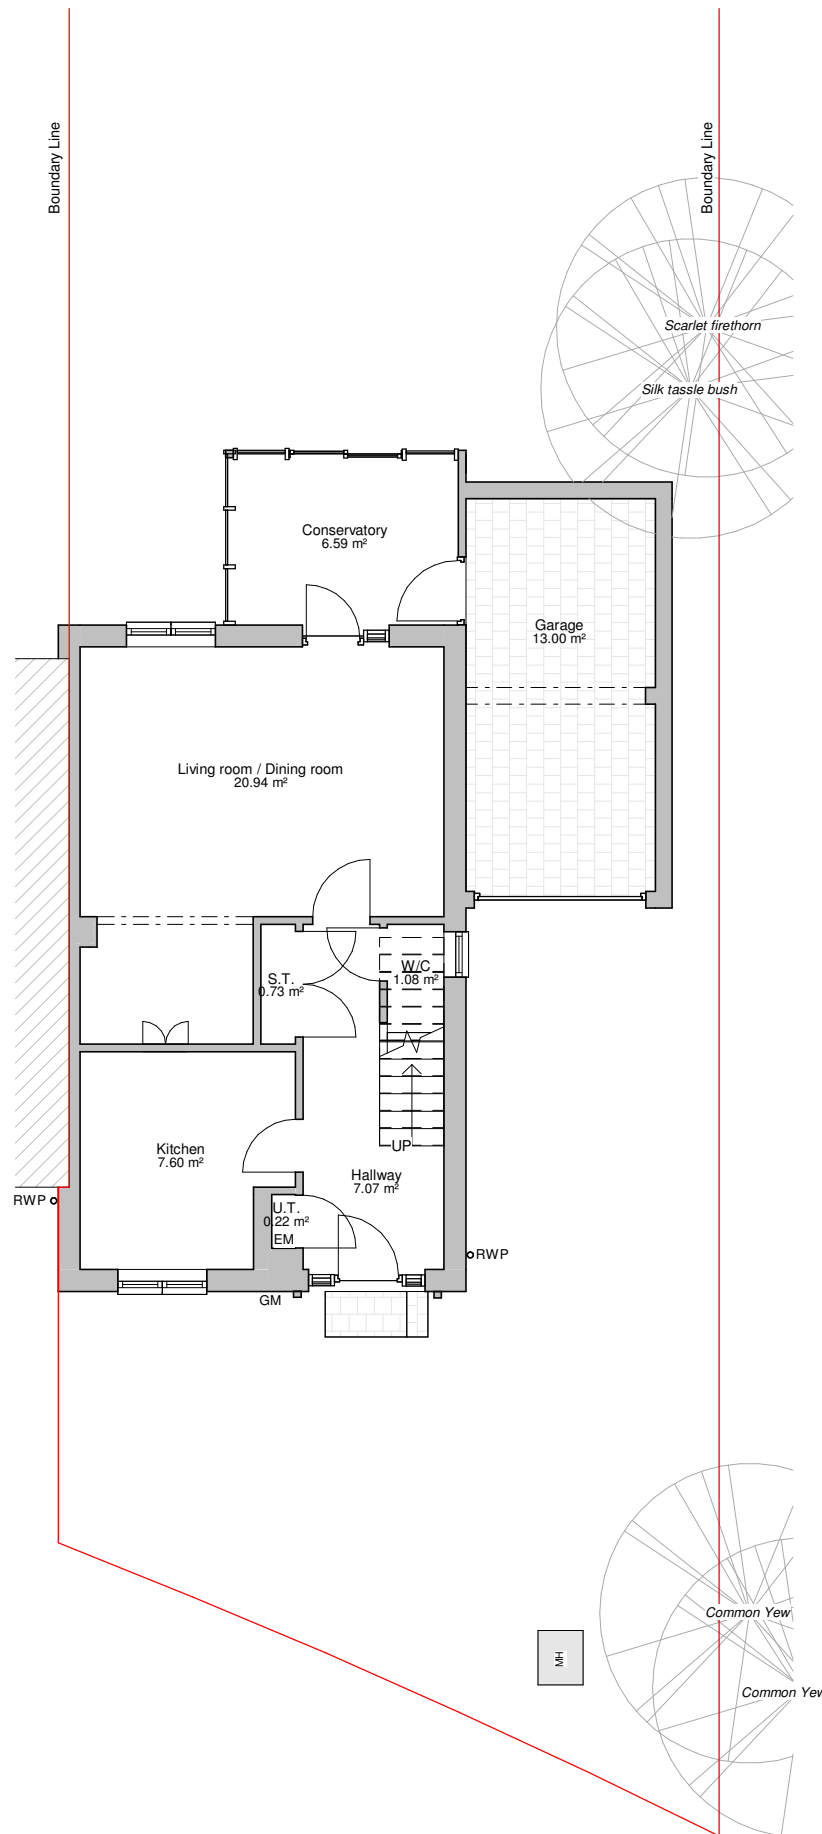 Boundary Line
Boundary Line
Scarlet firethorn
Silk tassle bush
Conservatory
6.59 m²
Garage
13.00 m²
Living room / Dining room
20.94 m²
S.T.
0.73 m²
W/C
1.08 m²
Kitchen
7.60 m²
UP
Hallway
7.07 m²
RWP
U.T.
0.22 m²
EM
RWP
GM
Common Yew
MH
Common Yew